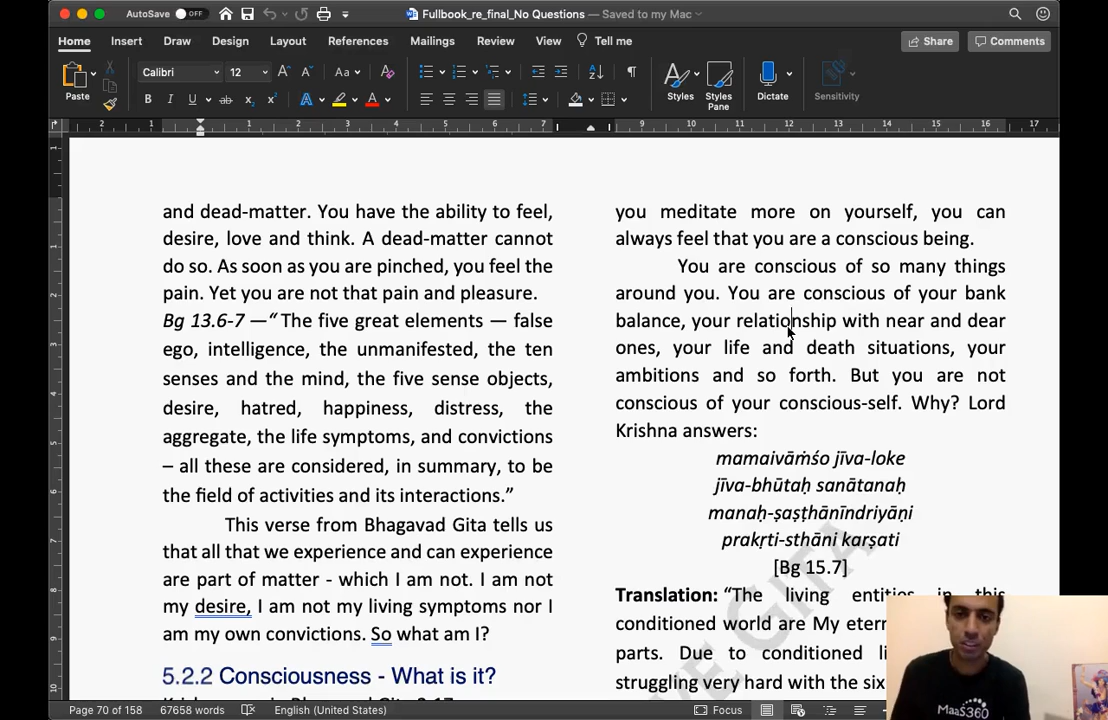 AutoSave OFF
Fullbook_re_final_No Questions — Saved to my Mac
Home Insert Draw Design Layout References Mailings Review View Tell me Share Comments
Paste Calibri 12 Styles Styles Pane Dictate Sensitivity
and dead-matter. You have the ability to feel,
desire, love and think. A dead-matter cannot
do so. As soon as you are pinched, you feel the
pain. Yet you are not that pain and pleasure.
Bg 13.6-7 —“ The five great elements — false
ego, intelligence, the unmanifested, the ten
senses and the mind, the five sense objects,
desire, hatred, happiness, distress, the
aggregate, the life symptoms, and convictions
– all these are considered, in summary, to be
the field of activities and its interactions.”
This verse from Bhagavad Gita tells us
that all that we experience and can experience
are part of matter - which I am not. I am not
my desire, I am not my living symptoms nor I
am my own convictions. So what am I?
5.2.2 Consciousness - What is it?
you meditate more on yourself, you can
always feel that you are a conscious being.
You are conscious of so many things
around you. You are conscious of your bank
balance, your relationship with near and dear
ones, your life and death situations, your
ambitions and so forth. But you are not
conscious of your conscious-self. Why? Lord
Krishna answers:
mamaivāṁśo jīva-loke
jīva-bhūtaḥ sanātanaḥ
manaḥ-ṣaṣṭhānīndriyāṇi
prakṛti-sthāni karṣati
[Bg 15.7]
Translation: “The living entities in this
conditioned world are My
parts. Due to conditioned
struggling very hard with the six
GITA
MaaS360
Page 70 of 158 67658 words English (United States) Focus